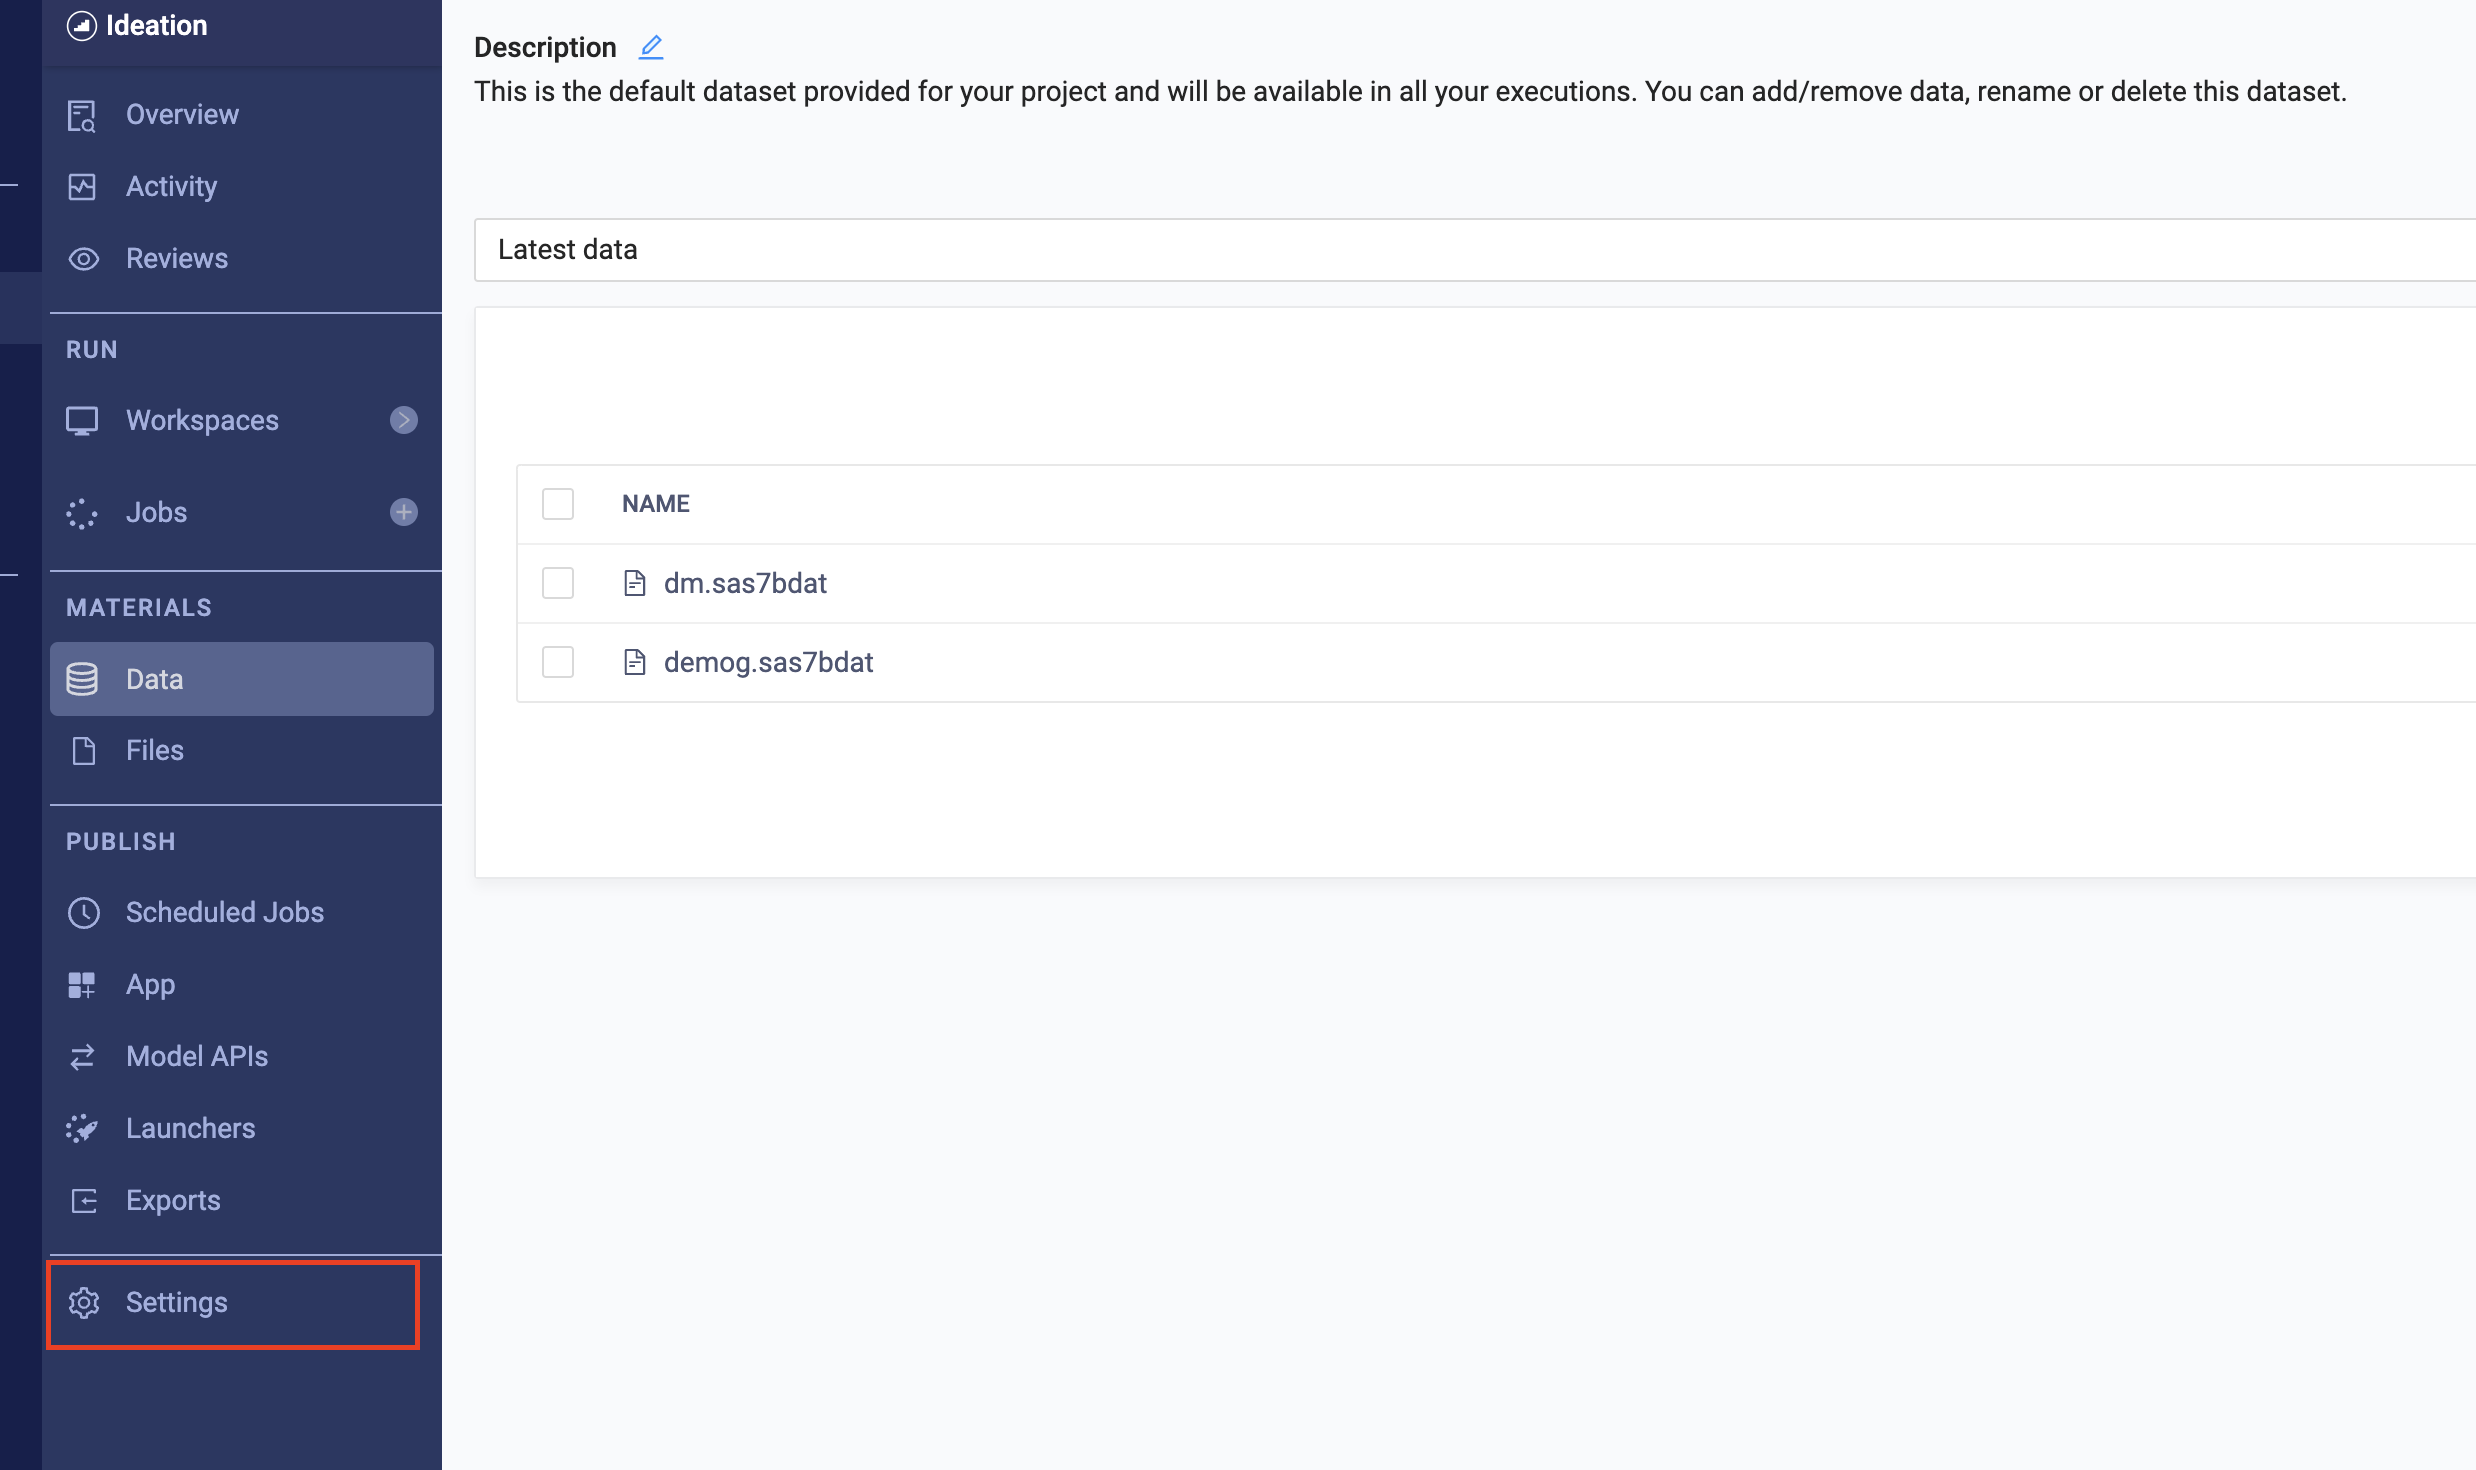 Ideation
Overview
Activity
Reviews
RUN
Workspaces
Jobs
MATERIALS
Data
Files
PUBLISH
Scheduled Jobs
App
Model APIs
Launchers
Exports
Settings
Description
This is the default dataset provided for your project and will be available in all your executions. You can add/remove data, rename or delete this dataset.
Latest data
NAME
dm.sas7bdat
demog.sas7bdat